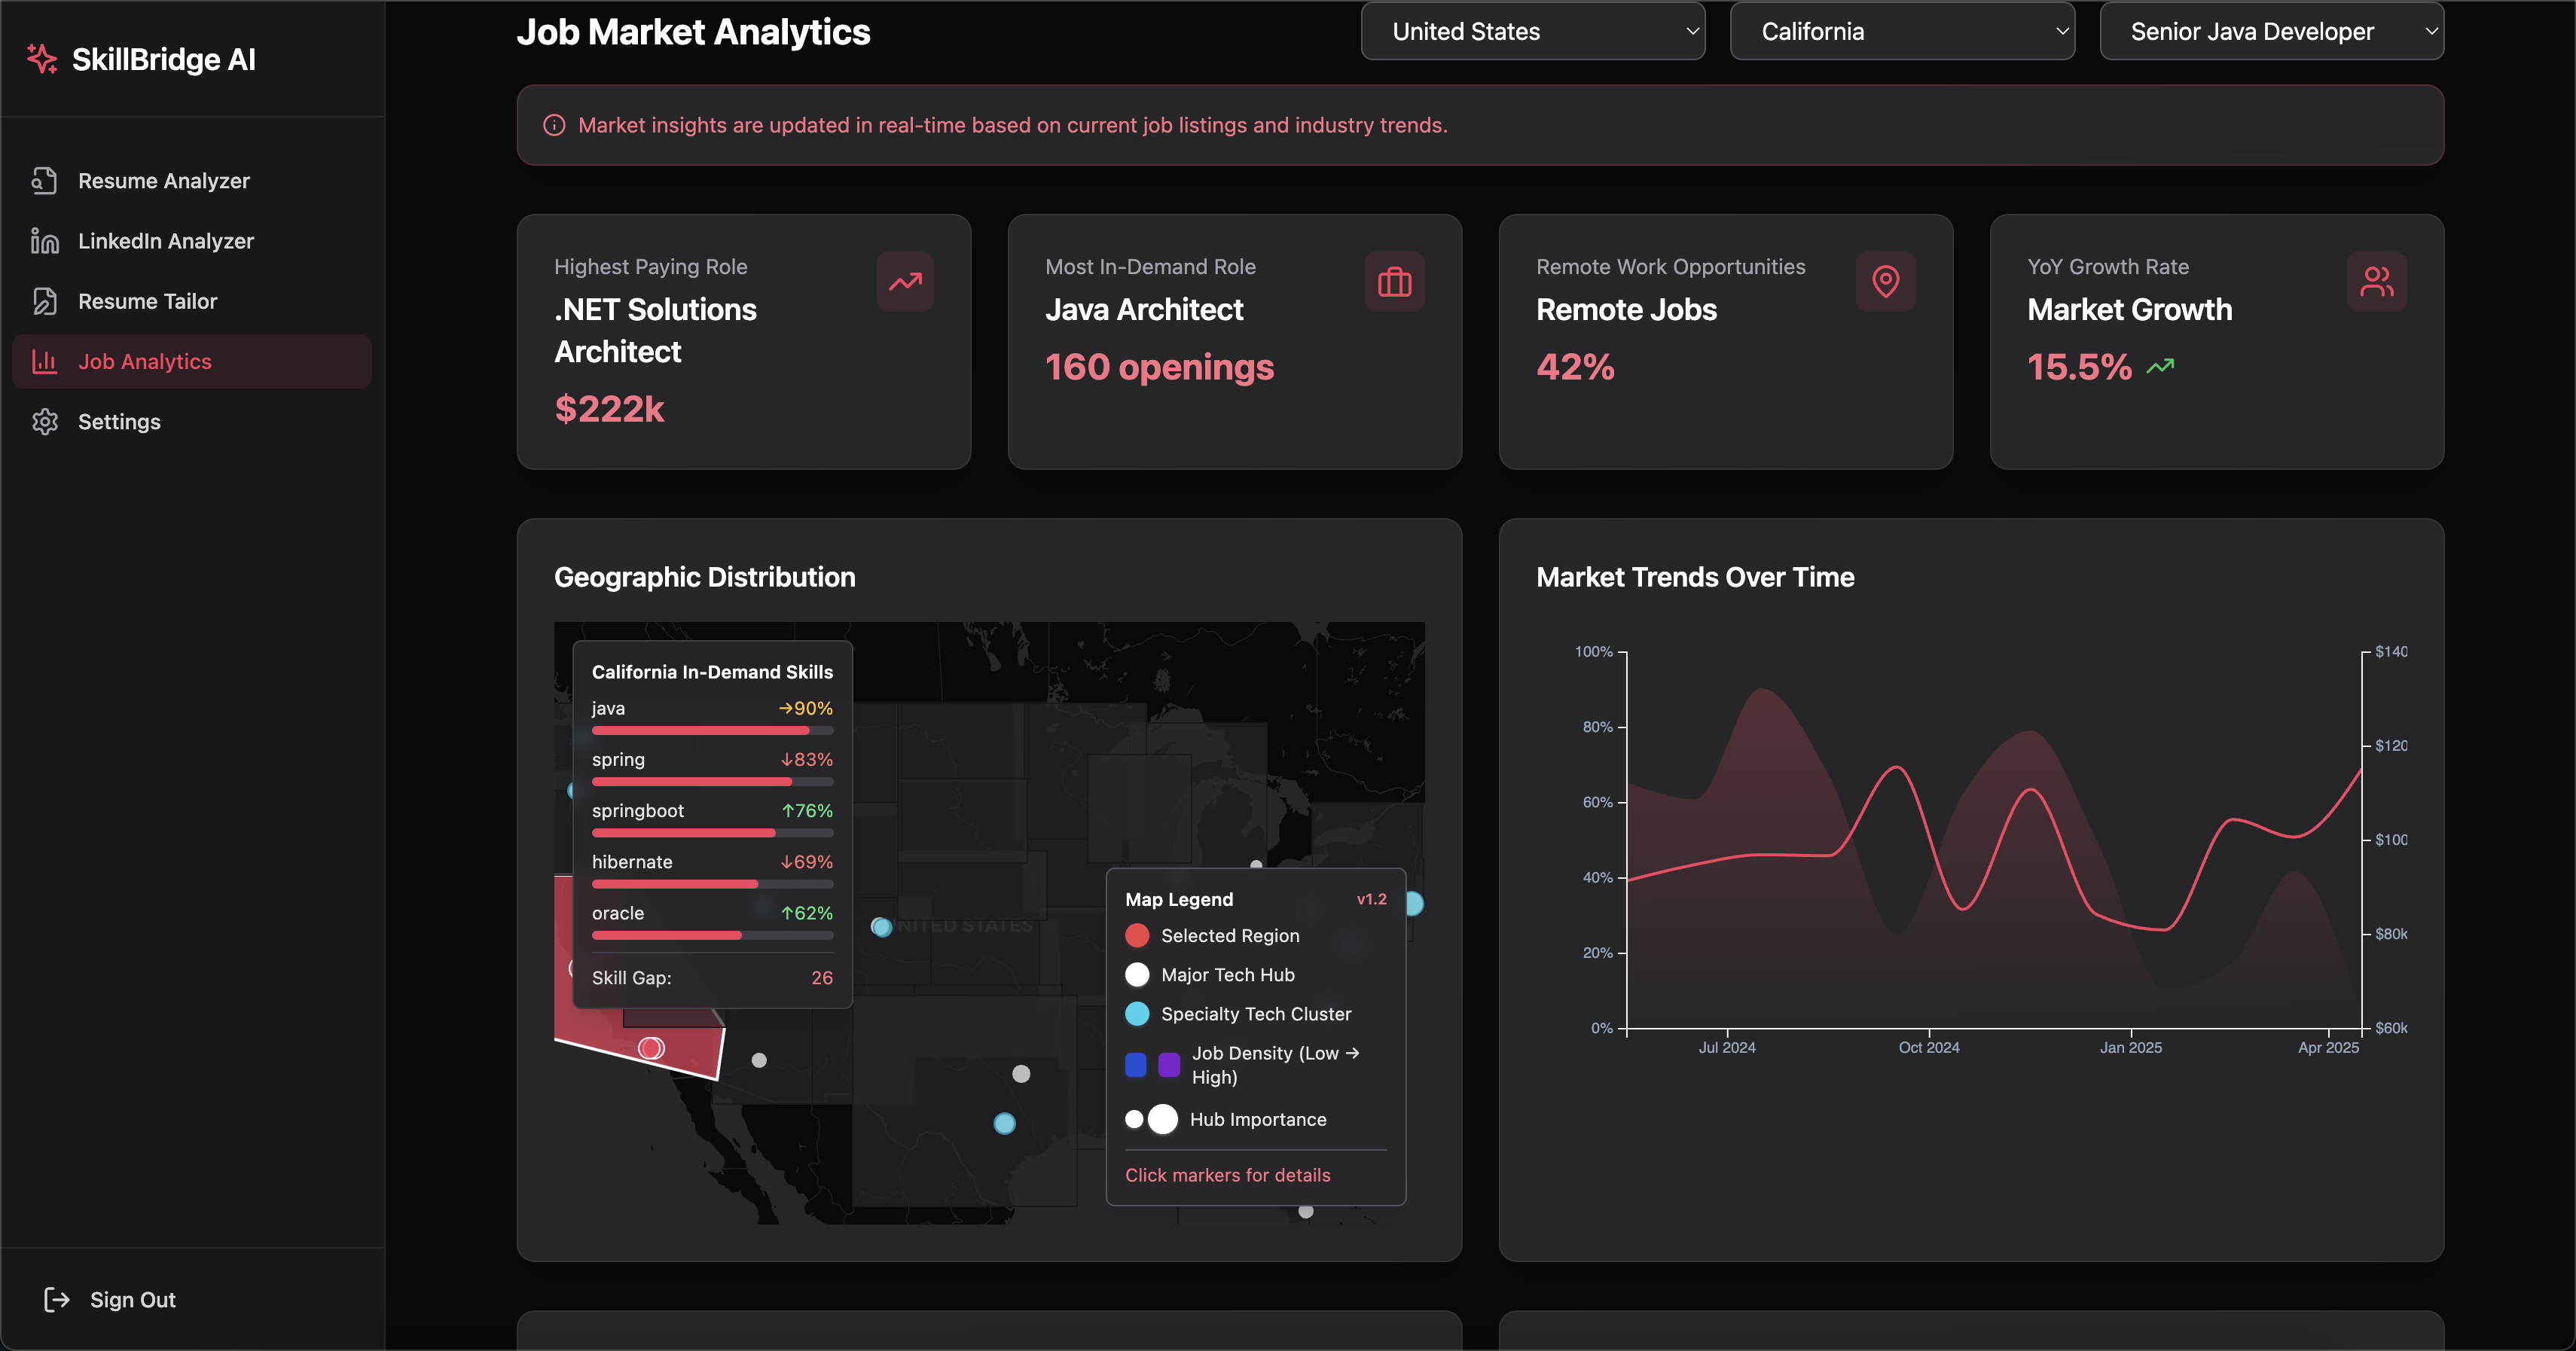 SkillBridge AI
Resume Analyzer
LinkedIn Analyzer
Resume Tailor
Job Analytics
Settings
Sign Out
Job Market Analytics
United States
California
Senior Java Developer
Market insights are updated in real-time based on current job listings and industry trends.
Highest Paying Role
.NET Solutions
Architect
$222k
Most In-Demand Role
Java Architect
160 openings
Remote Work Opportunities
Remote Jobs
42%
YoY Growth Rate
Market Growth
15.5%
Geographic Distribution
California In-Demand Skills
java →90%
spring ↓83%
springboot ↑76%
hibernate ↓69%
oracle ↑62%
Skill Gap: 26
NITED STATES
Map Legend v1.2
Selected Region
Major Tech Hub
Specialty Tech Cluster
Job Density (Low →
High)
Hub Importance
Click markers for details
Market Trends Over Time
100%
80%
60%
40%
20%
0%
$140
$120
$100
$80k
$60k
Jul 2024
Oct 2024
Jan 2025
Apr 2025